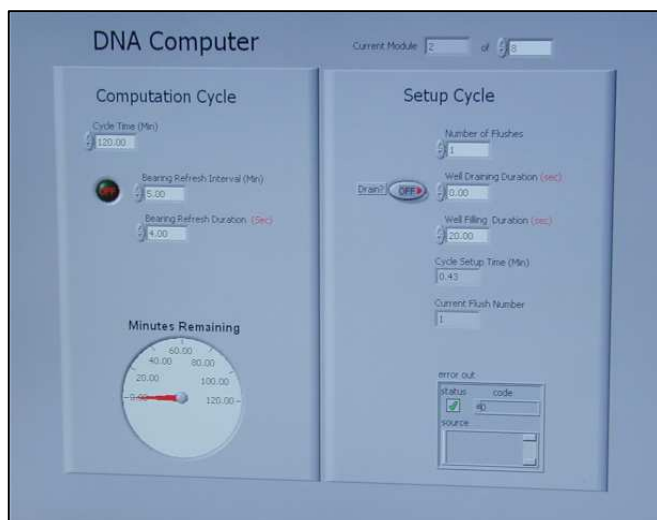 DNA Computer
Current Module 2 of 8
Computation Cycle
Cycle Time (Min)
120.00
OFF
Bearing Refresh Interval (Min)
5.00
Bearing Refresh Duration (Sec)
4.00
Minutes Remaining
0.00 20.00 40.00 60.00 80.00 100.00 120.00
Setup Cycle
Number of Flushes
1
Drain? OFF
Well Draining Duration (sec)
0.00
Well Filling Duration (sec)
20.00
Cycle Setup Time (Min)
0.43
Current Flush Number
1
error out
status code
source